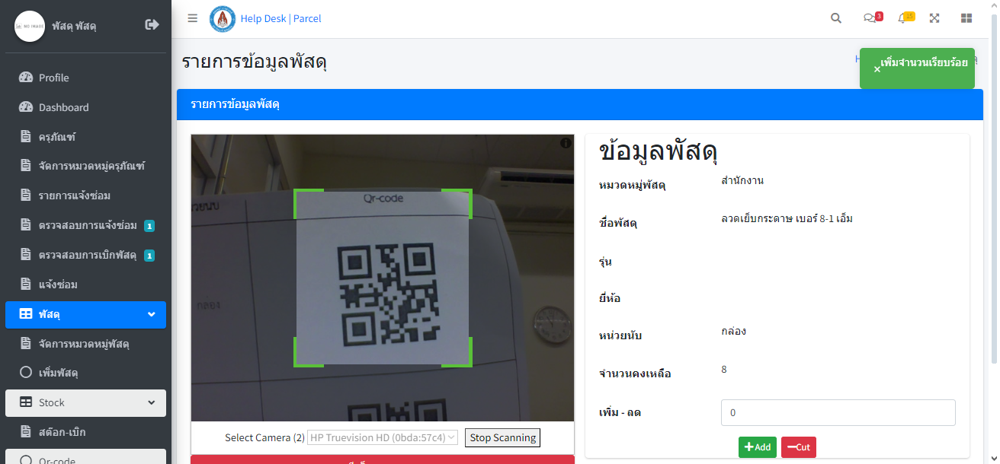 พัสดุ พัสดุ
Help Desk | Parcel
3
15
Profile
Dashboard
ครุภัณฑ์
จัดการหมวดหมู่ครุภัณฑ์
รายการแจ้งซ่อม
ตรวจสอบการแจ้งซ่อม 1
ตรวจสอบการเบิกพัสดุ 1
แจ้งซ่อม
พัสดุ
จัดการหมวดหมู่พัสดุ
เพิ่มพัสดุ
Stock
สต๊อก-เบิก
Qr-code
รายการข้อมูลพัสดุ
×เพิ่มจำนวนเรียบร้อย
รายการข้อมูลพัสดุ
Qr-code
กล่อง
Select Camera (2) HP Truevision HD (0bda:57c4) Stop Scanning
ข้อมูลพัสดุ
หมวดหมู่พัสดุ สำนักงาน
ชื่อพัสดุ ลวดเย็บกระดาษ เบอร์ 8-1 เอ็ม
รุ่น
ยี่ห้อ
หน่วยนับ กล่อง
จำนวนคงเหลือ 8
เพิ่ม - ลด 0
Add Cut